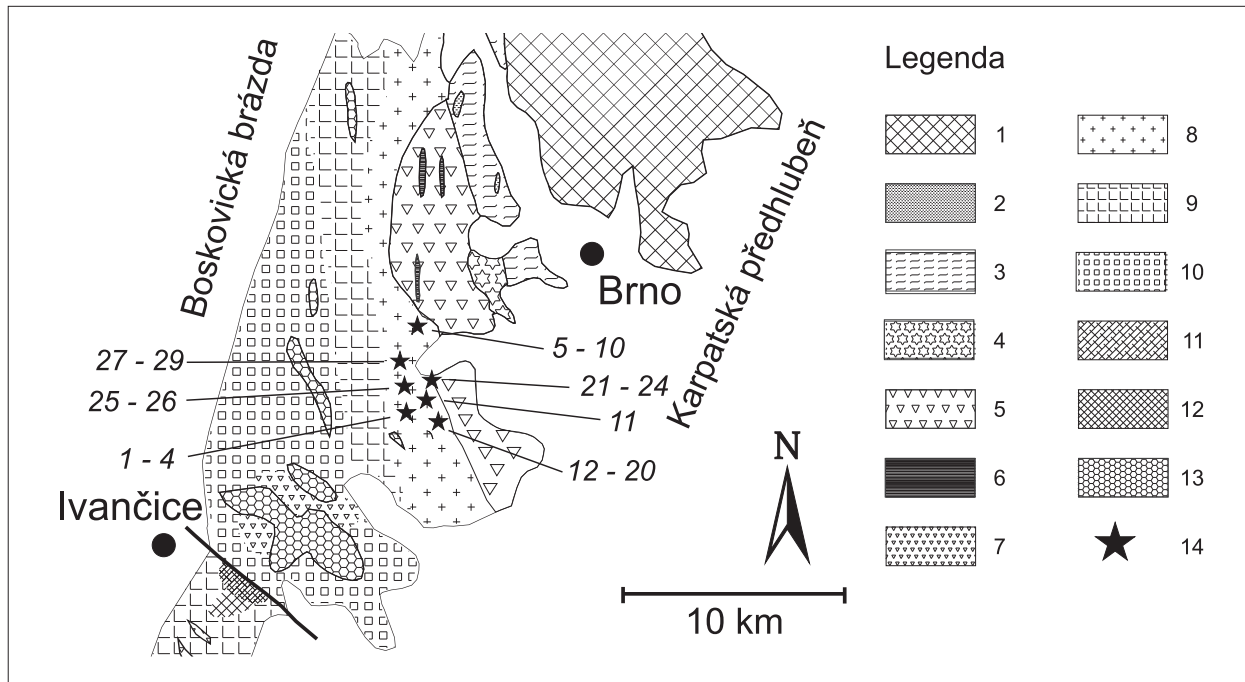 Boskovická brázda
Karpatská předhlubeň
Brno
Ivančice
27 - 29
25 - 26
1 - 4
5 - 10
21 - 24
11
12 - 20
N
10 km
Legenda
1
2
3
4
5
6
7
8
9
10
11
12
13
14